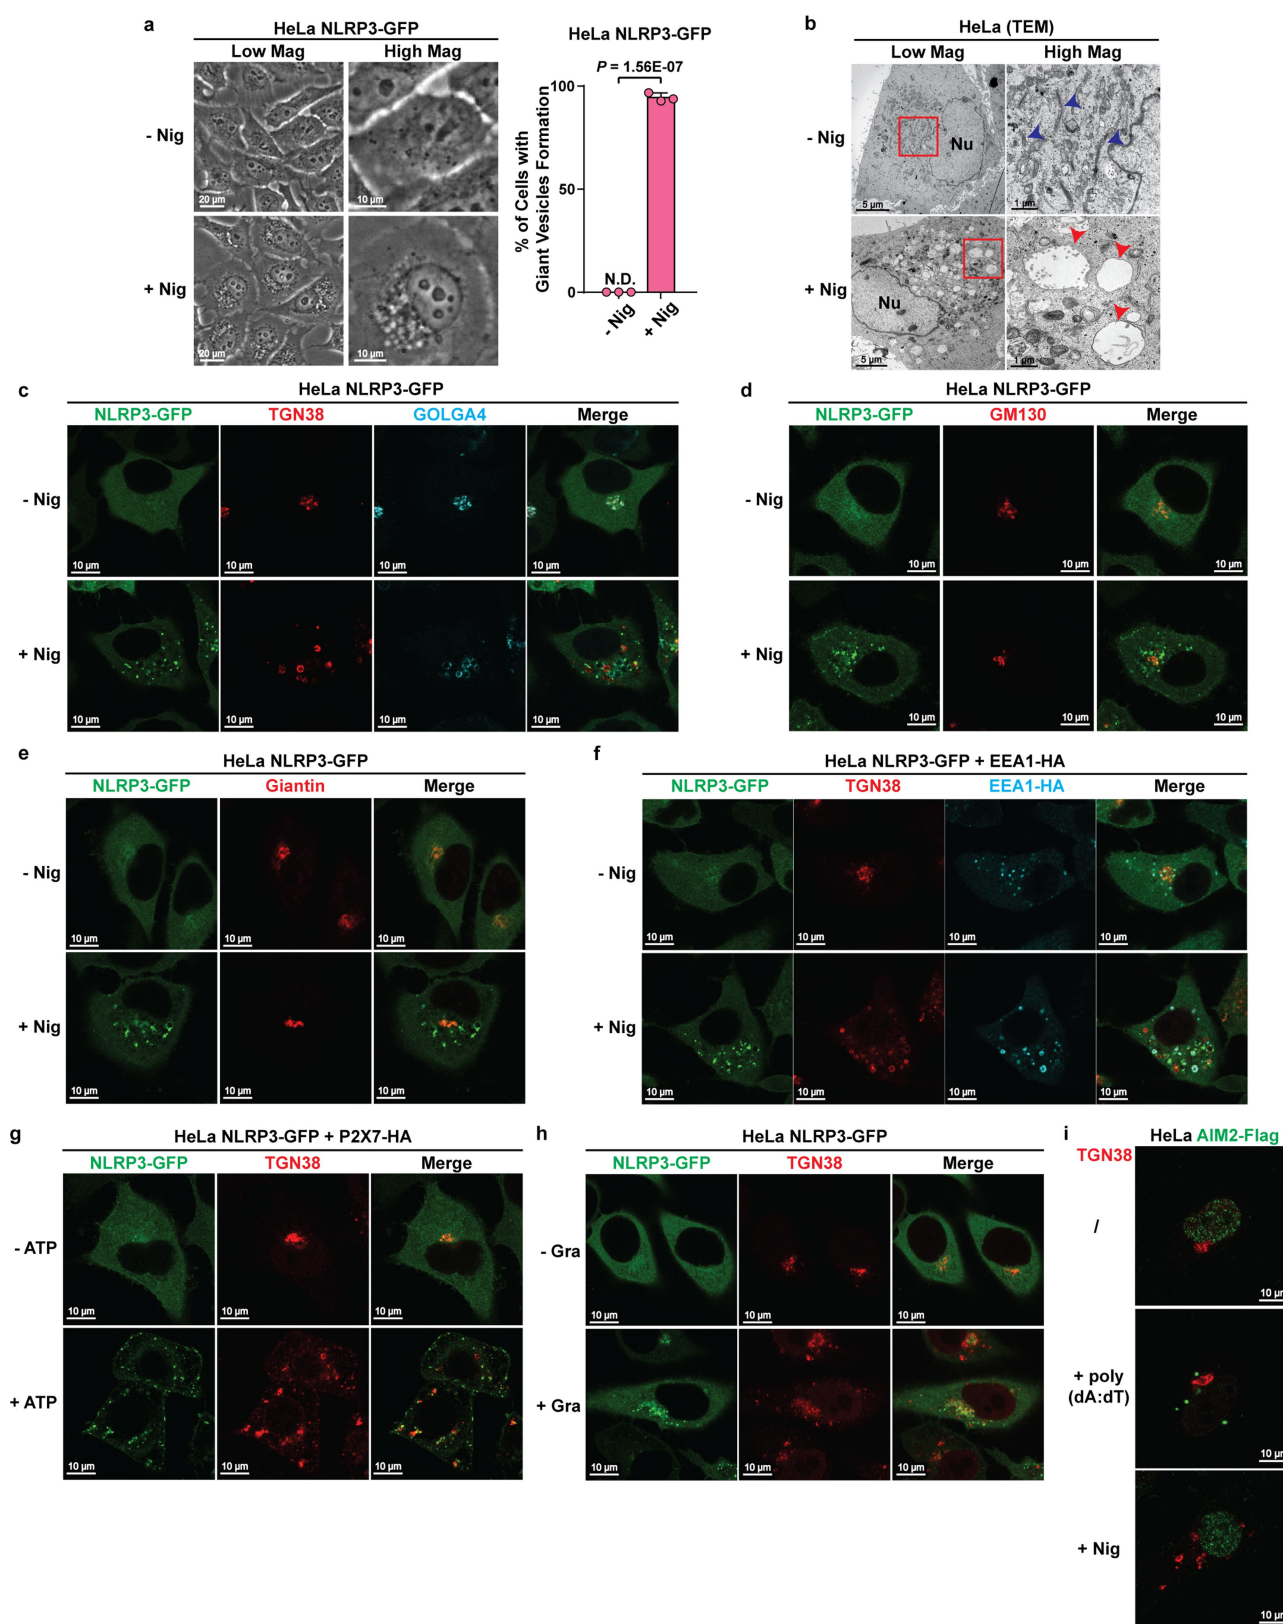 a
HeLa NLRP3-GFP
Low Mag High Mag
- Nig
20 µm 10 µm
+ Nig
20 µm 10 µm
HeLa NLRP3-GFP
P = 1.56E-07
% of Cells with
Giant Vesicles Formation
100
50
0
N.D.
- Nig + Nig
b
HeLa (TEM)
Low Mag High Mag
- Nig
Nu
5 µm 1 µm
+ Nig
Nu
5 µm 1 µm
c
HeLa NLRP3-GFP
NLRP3-GFP TGN38 GOLGA4 Merge
- Nig
10 µm 10 µm 10 µm 10 µm
+ Nig
10 µm 10 µm 10 µm 10 µm
d
HeLa NLRP3-GFP
NLRP3-GFP GM130 Merge
- Nig
10 µm 10 µm 10 µm
+ Nig
10 µm 10 µm 10 µm
e
HeLa NLRP3-GFP
NLRP3-GFP Giantin Merge
- Nig
10 µm 10 µm 10 µm
+ Nig
10 µm 10 µm 10 µm
f
HeLa NLRP3-GFP + EEA1-HA
NLRP3-GFP TGN38 EEA1-HA Merge
- Nig
10 µm 10 µm 10 µm 10 µm
+ Nig
10 µm 10 µm 10 µm 10 µm
g
HeLa NLRP3-GFP + P2X7-HA
NLRP3-GFP TGN38 Merge
- ATP
10 µm 10 µm 10 µm
+ ATP
10 µm 10 µm 10 µm
h
HeLa NLRP3-GFP
NLRP3-GFP TGN38 Merge
- Gra
10 µm 10 µm 10 µm
+ Gra
10 µm 10 µm 10 µm
i
HeLa AIM2-Flag
TGN38
/
10 µm
+ poly
(dA:dT)
10 µm
+ Nig
10 µm